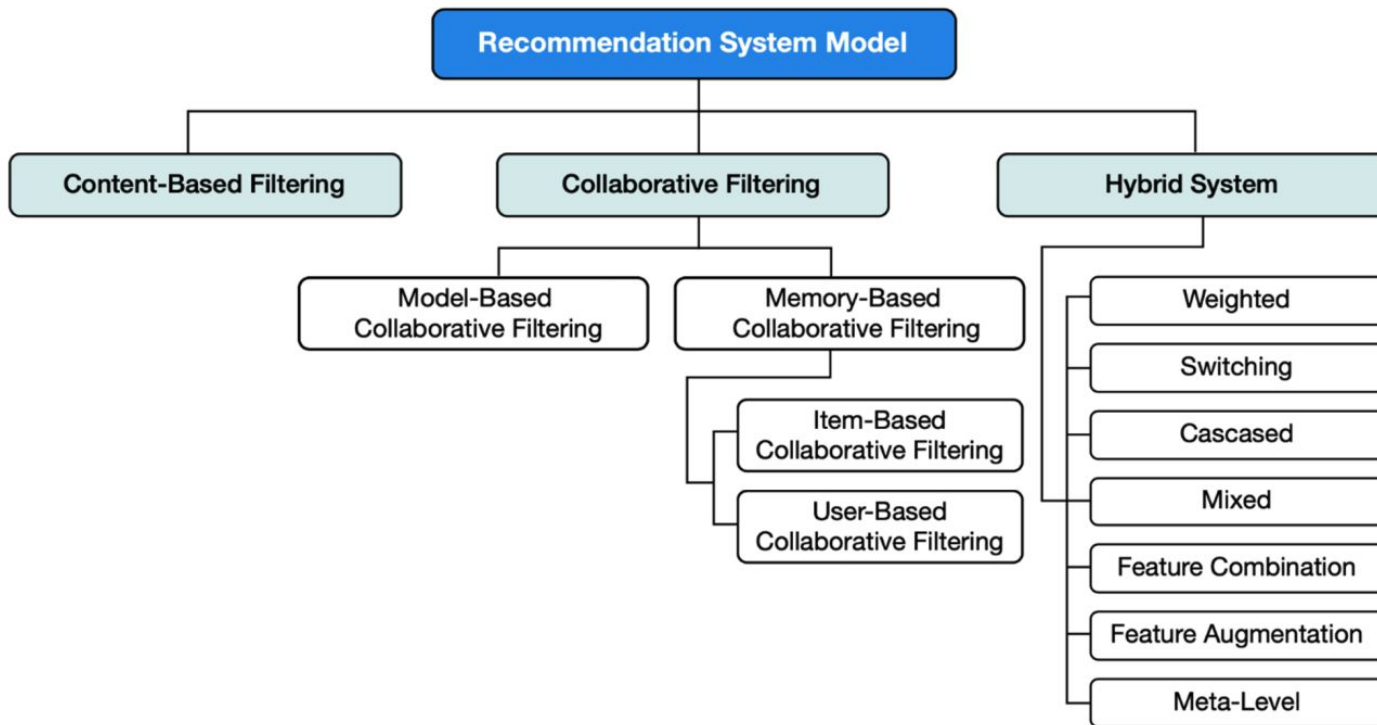 Recommendation System Model
Content-Based Filtering
Collaborative Filtering
Hybrid System
Model-Based
Collaborative Filtering
Memory-Based
Collaborative Filtering
Item-Based
Collaborative Filtering
User-Based
Collaborative Filtering
Weighted
Switching
Cascased
Mixed
Feature Combination
Feature Augmentation
Meta-Level